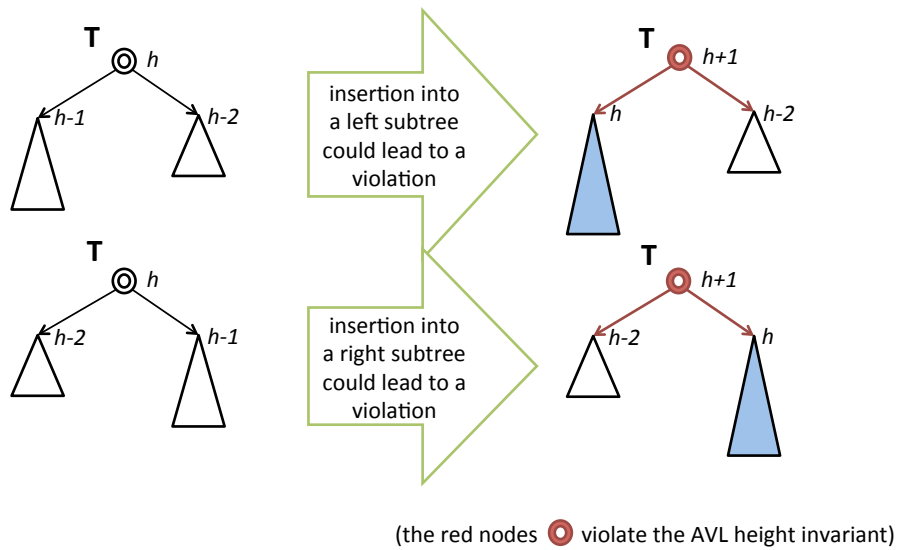 T
h
h-1
h-2
insertion into
a left subtree
could lead to a
violation
T
h+1
h
h-2
T
h
h-2
h-1
insertion into
a right subtree
could lead to a
violation
T
h+1
h-2
h
(the red nodes violate the AVL height invariant)